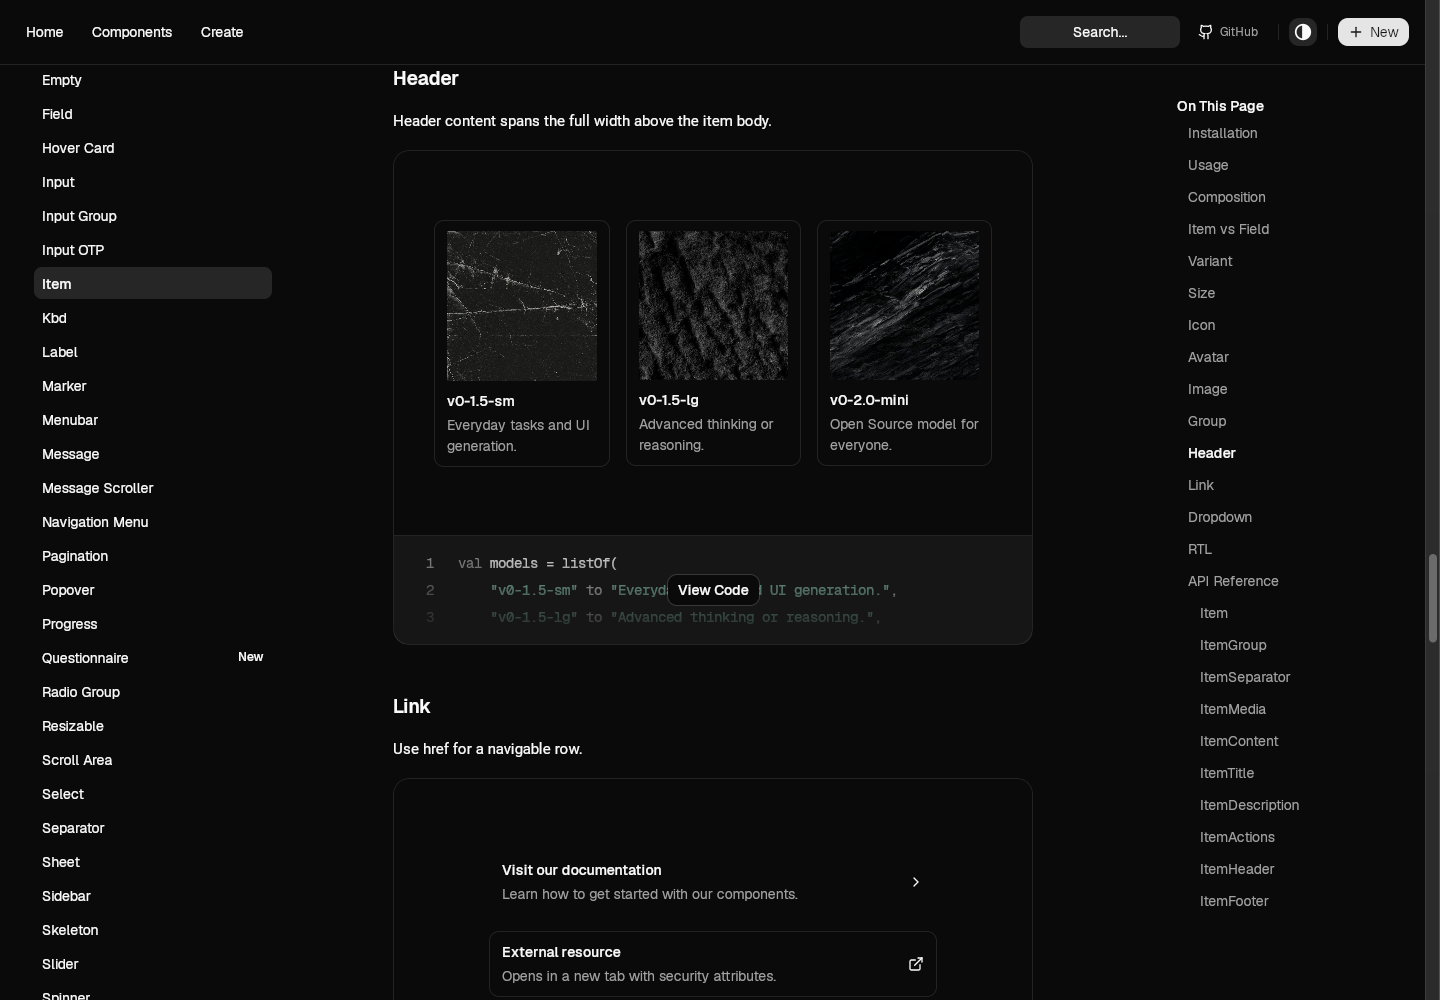 Home
Components
Create
Search...
GitHub
New
Empty
Field
Hover Card
Input
Input Group
Input OTP
Item
Kbd
Label
Marker
Menubar
Message
Message Scroller
Navigation Menu
Pagination
Popover
Progress
Questionnaire New
Radio Group
Resizable
Scroll Area
Select
Separator
Sheet
Sidebar
Skeleton
Slider
Spinner
Header
Header content spans the full width above the item body.
v0-1.5-sm
Everyday tasks and UI
generation.
v0-1.5-lg
Advanced thinking or
reasoning.
v0-2.0-mini
Open Source model for
everyone.
1 val models = listOf(
2 "v0-1.5-sm" to "Everyda UI generation.",
View Code
3 "v0-1.5-lg" to "Advanced thinking or reasoning.",
Link
Use href for a navigable row.
Visit our documentation
Learn how to get started with our components.
External resource
Opens in a new tab with security attributes.
On This Page
Installation
Usage
Composition
Item vs Field
Variant
Size
Icon
Avatar
Image
Group
Header
Link
Dropdown
RTL
API Reference
Item
ItemGroup
ItemSeparator
ItemMedia
ItemContent
ItemTitle
ItemDescription
ItemActions
ItemHeader
ItemFooter